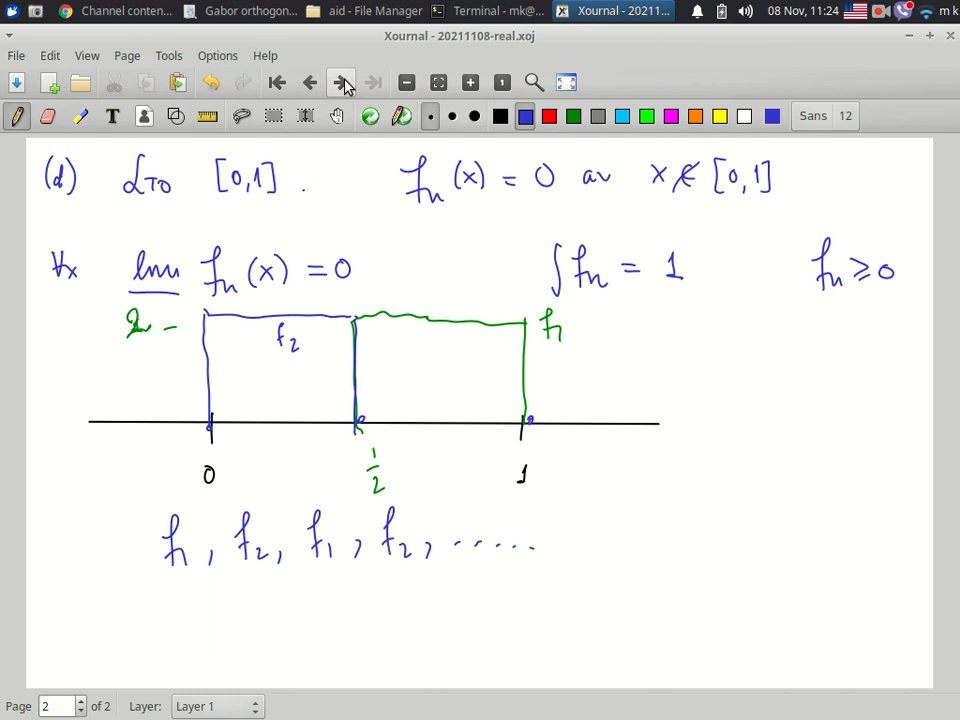 Channel conten...
Gabor orthogon...
aid - File Manager
Terminal - mk@...
Xournal - 20211...
08 Nov, 11:24
m k
Xournal - 20211108-real.xoj
File Edit View Page Tools Options Help
Sans 12
(d) Στο [0,1] . fn (x) = 0 αν x ∉ [0,1]
∀x lim fn (x) = 0 ∫ fn = 1 fn ≥ 0
2 -
f2
f1
0
1/2
1
f1 , f2 , f1 , f2 , ......
Page 2 of 2 Layer: Layer 1